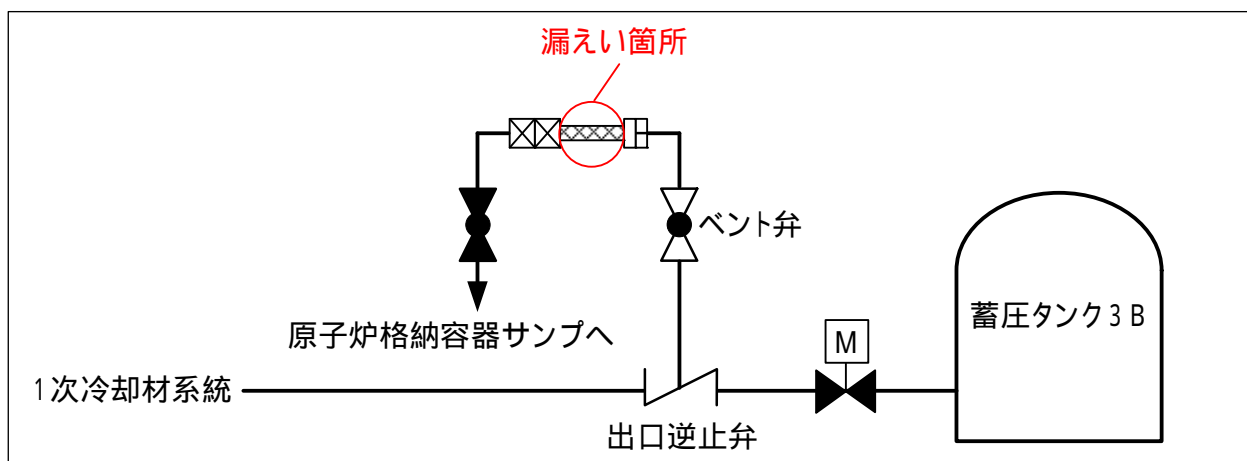 漏えい箇所
ベント弁
原子炉格納容器サンプへ
蓄圧タンク3B
M
1次冷却材系統
出口逆止弁